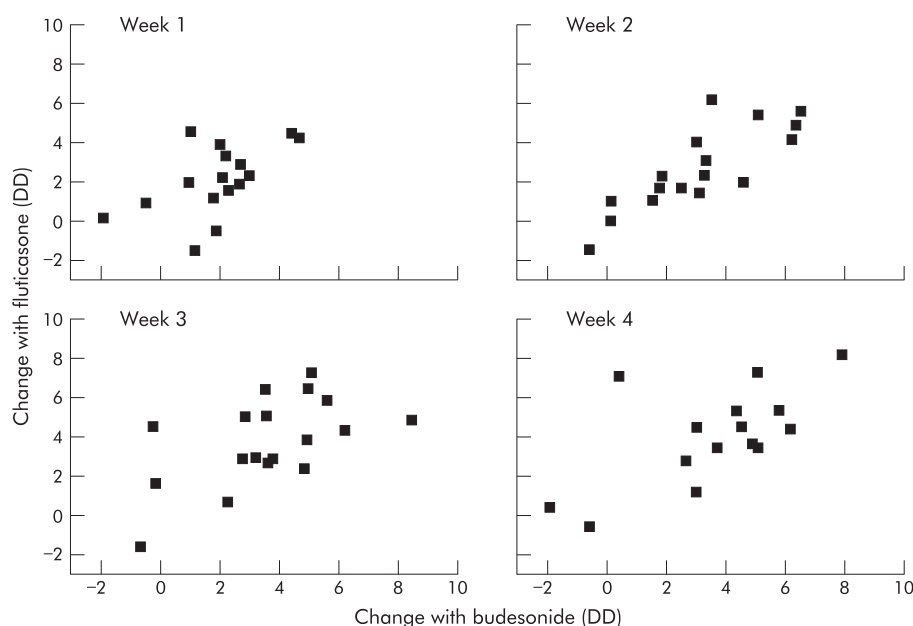 Week 1
Week 2
10
8
6
4
2
0
−2
Week 3
Week 4
10
8
6
4
2
0
−2
−2 0 2 4 6 8 10
−2 0 2 4 6 8 10
Change with fluticasone (DD)
Change with budesonide (DD)